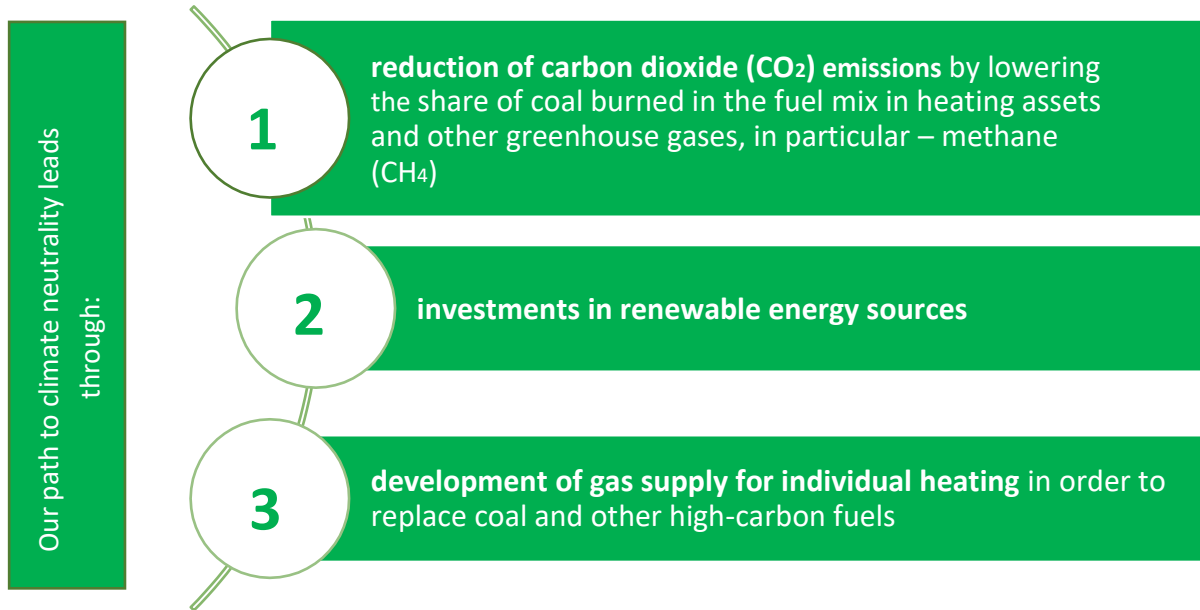 Our path to climate neutrality leads
through:
1
reduction of carbon dioxide (CO₂) emissions by lowering
the share of coal burned in the fuel mix in heating assets
and other greenhouse gases, in particular – methane
(CH₄)
2
investments in renewable energy sources
3
development of gas supply for individual heating in order to
replace coal and other high-carbon fuels